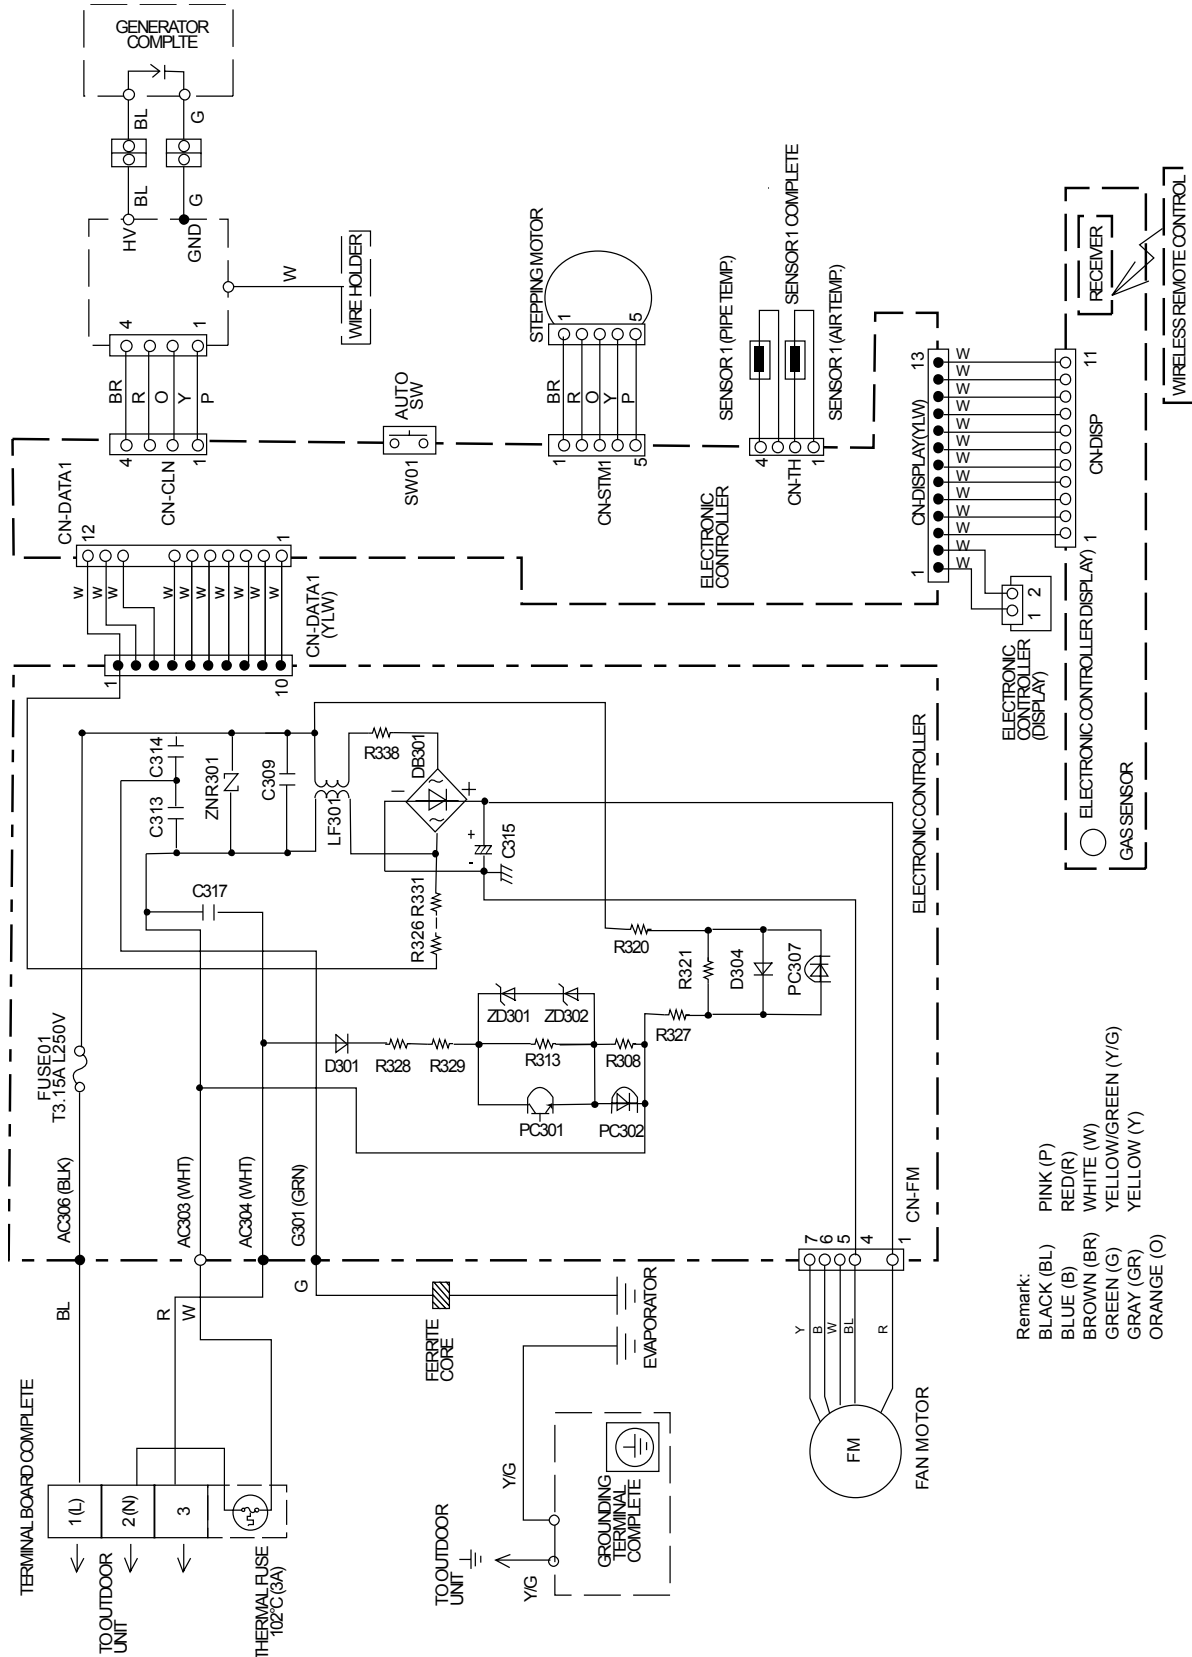 GENERATOR
COMPLTE
BL
G
BL
G
HV
GND
W
WIRE HOLDER
4
1
BR
R
O
Y
P
4
1
CN-CLN
AUTO
SW
SW01
STEPPING MOTOR
1
5
BR
R
O
Y
P
1
5
CN-STM1
SENSOR 1 (PIPE TEMP.)
SENSOR 1 COMPLETE
SENSOR 1 (AIR TEMP.)
4
1
CN-TH
ELECTRONIC
CONTROLLER
CN-DATA1
12
1
W
W
W
W
W
W
W
W
W
W
CN-DATA1
(YLW)
1
10
CN-DISPLAY(YLW)
13
1
W
W
W
W
W
W
W
W
W
W
W
W
W
11
CN-DISP
1
RECEIVER
WIRELESS REMOTE CONTROL
1
2
ELECTRONIC
CONTROLLER
(DISPLAY)
ELECTRONIC CONTROLLER DISPLAY)
GAS SENSOR
ELECTRONIC CONTROLLER
C314
C313
ZNR301
C309
LF301
R338
DB301
+
C315
+
-
R326
R331
C317
R320
R321
D304
PC307
R327
ZD301
ZD302
D301
R328
R329
R313
R308
PC301
PC302
FUSE01
T3.15A L250V
AC306 (BLK)
AC303 (WHT)
AC304 (WHT)
G301 (GRN)
BL
R
W
G
FERRITE
CORE
EVAPORATOR
TERMINAL BOARD COMPLETE
1 (L)
2 (N)
3
TO OUTDOOR
UNIT
THERMAL FUSE
102°C (3A)
TO OUTDOOR
UNIT
Y/G
Y/G
GROUNDING
TERMINAL
COMPLETE
CN-FM
7
6
5
4
1
Y
B
W
BL
R
FM
FAN MOTOR
Remark:
BLACK (BL)
BLUE (B)
BROWN (BR)
GREEN (G)
GRAY (GR)
ORANGE (O)
PINK (P)
RED(R)
WHITE (W)
YELLOW/GREEN (Y/G)
YELLOW (Y)